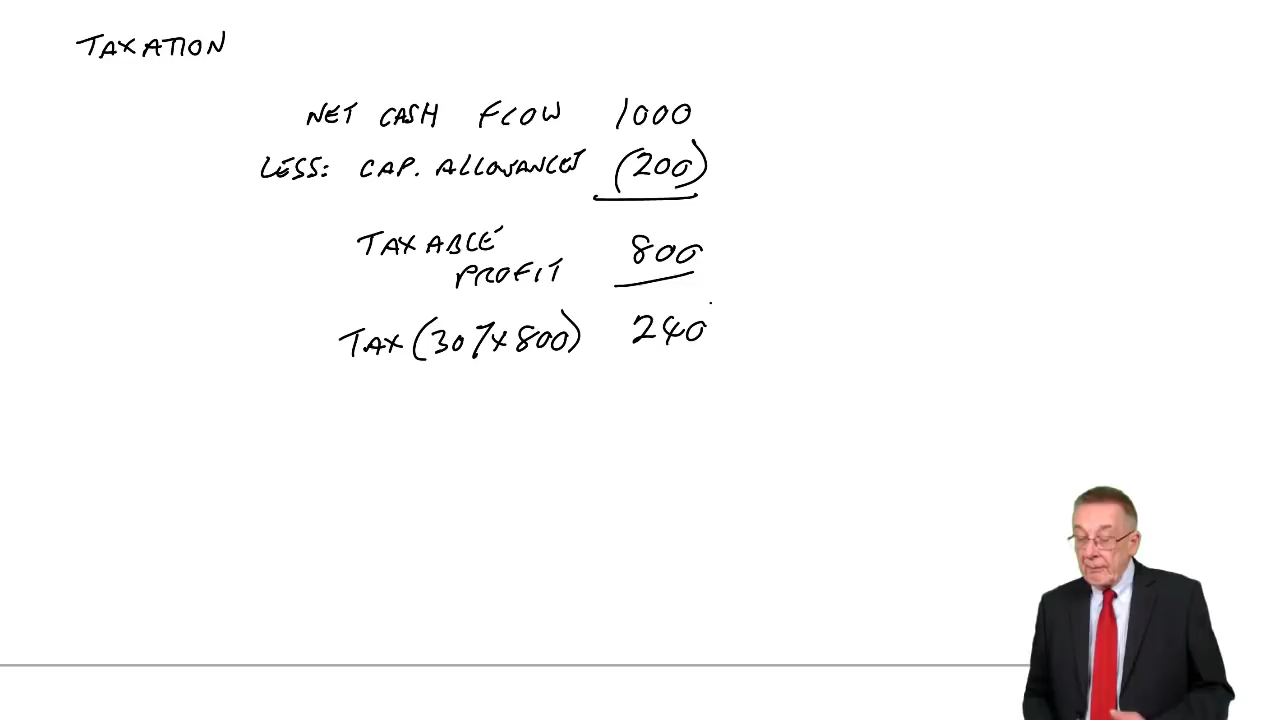 TAXATION
NET CASH FLOW 1000
LESS: CAP. ALLOWANCES (200)
TAXABLE 800
PROFIT
TAX (30% x 800) 240